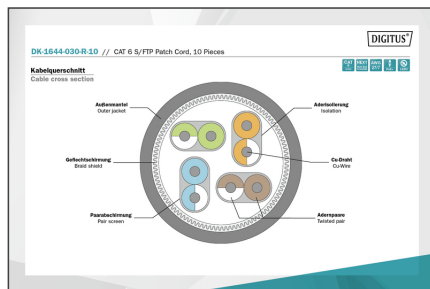 DIGITUS®
DK-1644-030-R-10 // CAT 6 S/FTP Patch Cord, 10 Pieces
Kabelquerschnitt
Cable cross section
Außenmantel
Outer jacket
Aderisolierung
Isolation
Geflechtschirmung
Braid shield
Cu-Draht
Cu-Wire
Paarabschirmung
Pair screen
Adernpaare
Twisted pair